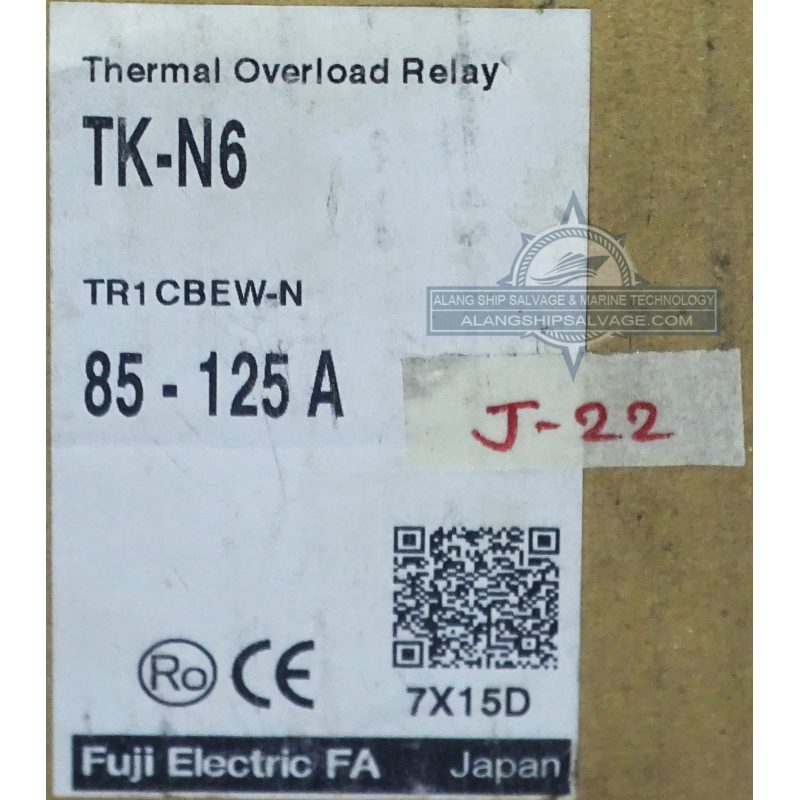 Thermal Overload Relay
TK-N6
ALANG SHIP SALVAGE & MARINE TECHNOLOGY
ALANGSHIPSALVAGE.COM
TR1CBEW-N
85 - 125 A
J-22
Ro CE
7X15D
Fuji Electric FA Japan